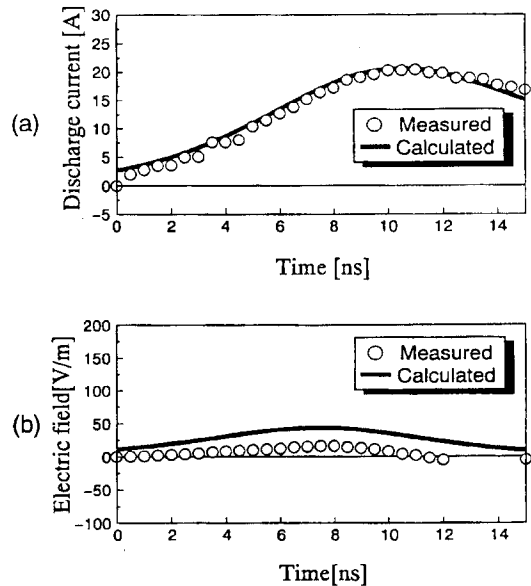 (a)
Discharge current [A]
30
25
20
15
10
5
0
−5
Measured
Calculated
0 2 4 6 8 10 12 14
Time [ns]
(b)
Electric field[V/m]
200
150
100
50
0
−50
−100
Measured
Calculated
0 2 4 6 8 10 12 14
Time[ns]